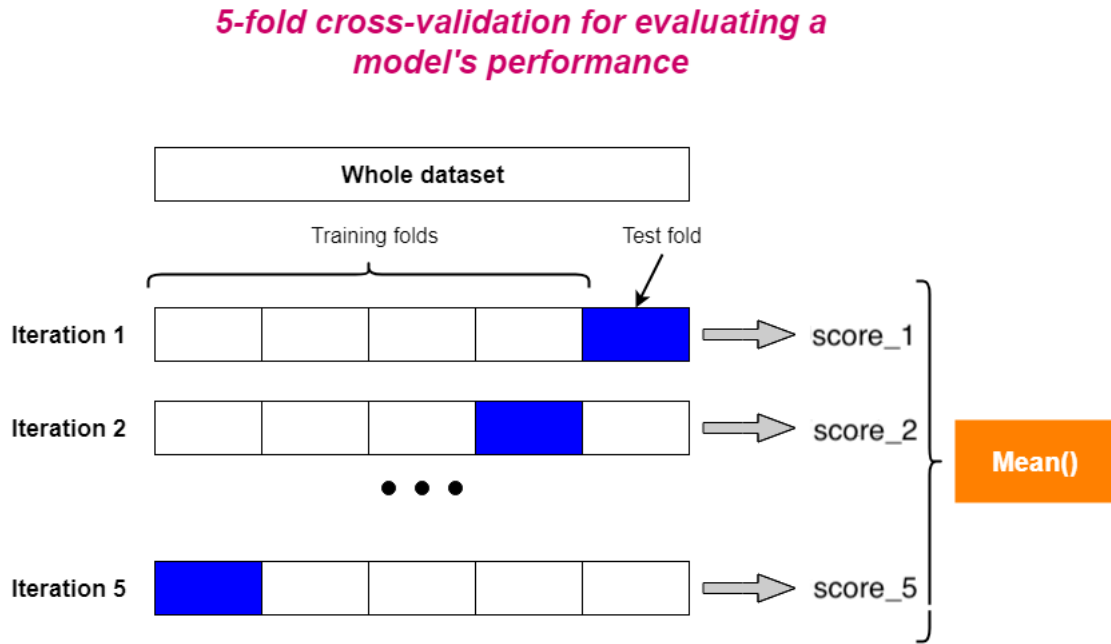 5-fold cross-validation for evaluating a
model's performance
Whole dataset
Training folds
Test fold
Iteration 1
score_1
Iteration 2
score_2
Mean()
Iteration 5
score_5